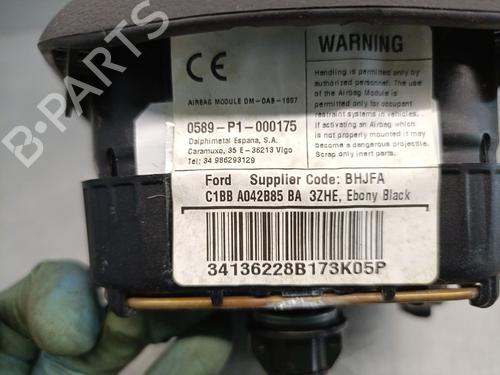 B-PARTS
CE
AIRBAG MODULE DM-OAB-1697
0589-P1-000175
Dalphimetal Espana, S.A.
Caramuxo, 35 E - 36213 Vigo
Tel: 34 986293129
WARNING
Handling is permitted only by
authorized personnel. The use of
the Airbag Module is
permitted only for occupant
restraint systems in vehicles.
If activating an Airbag which
is not properly mounted it may
become a dangerous projectile.
Scrap only inert parts.
Ford Supplier Code: BHJFA
C1BB A042B85 BA 3ZHE, Ebony Black
34136228B173K05P